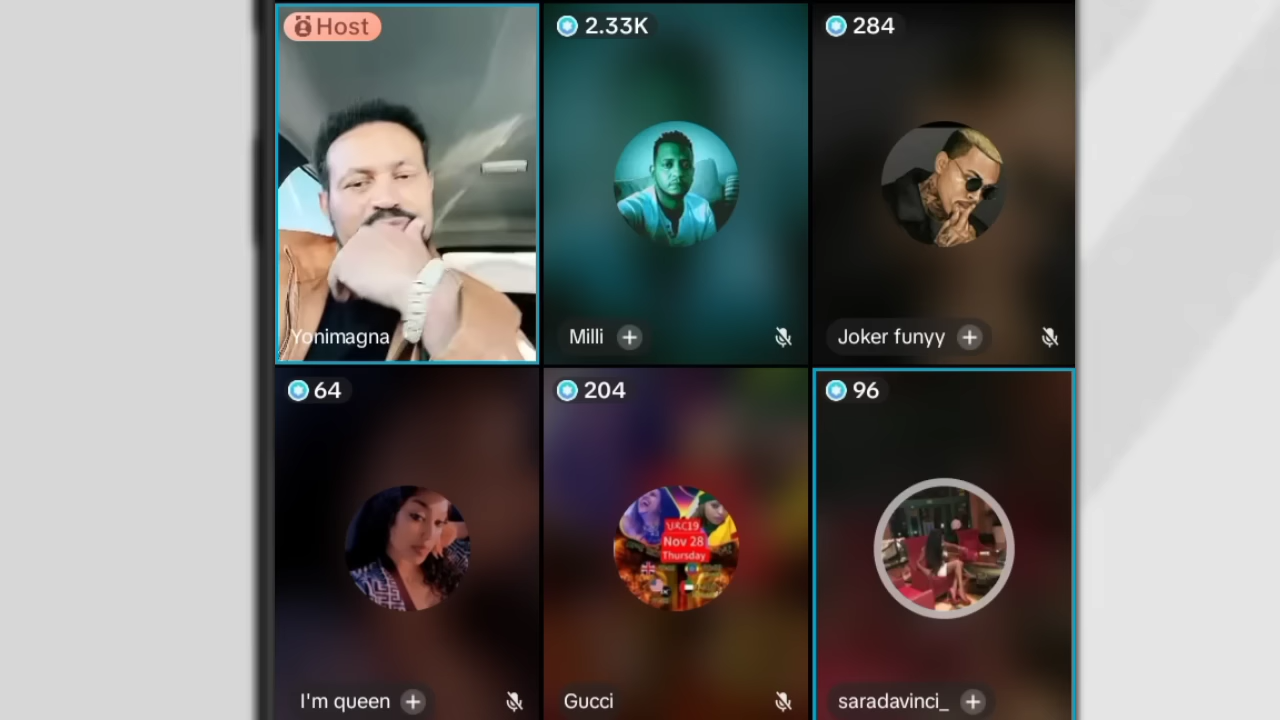 Host
2.33K
284
Yonimagna
Milli
Joker funyy
64
204
96
UKC19
Nov 28
Thursday
I'm queen
Gucci
saradavinci_